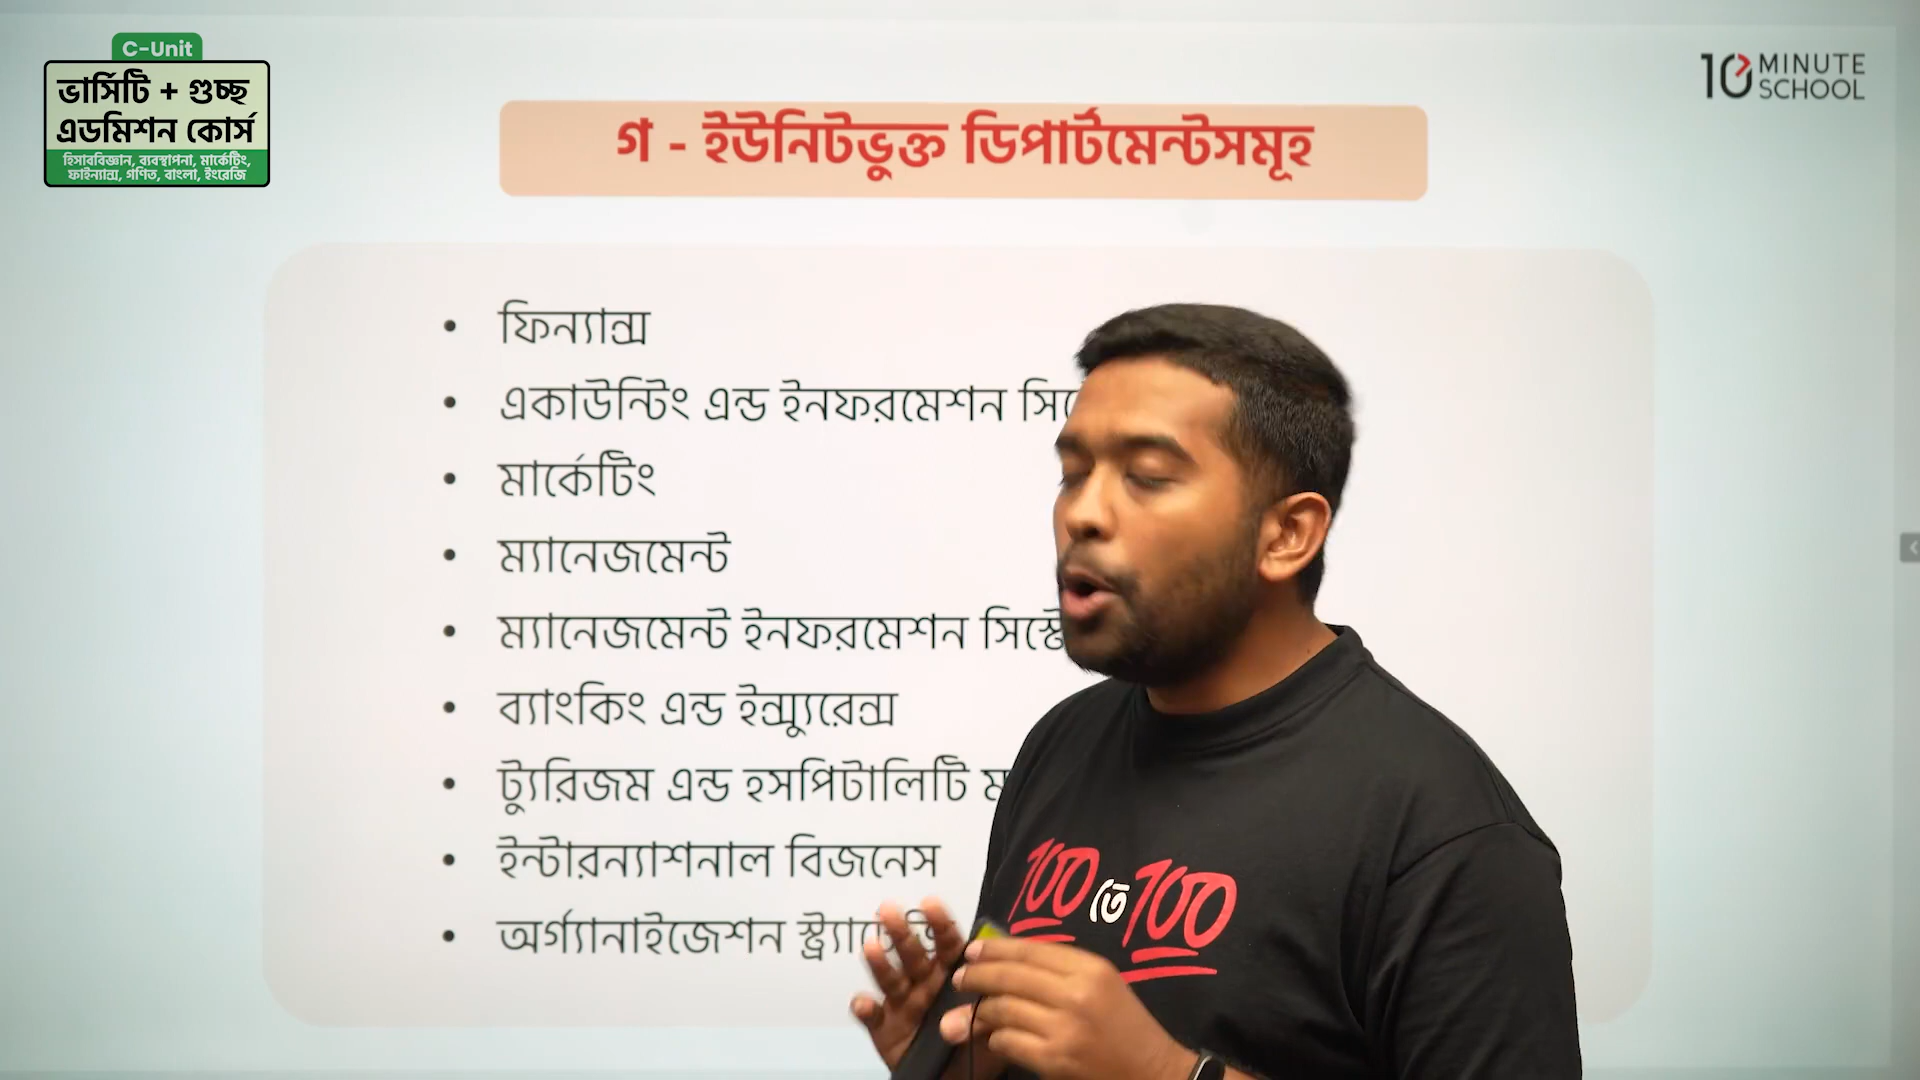 C-Unit
ভার্সিটি + গুচ্ছ
এডমিশন কোর্স
হিসাববিজ্ঞান, ব্যবস্থাপনা, মার্কেটিং,
ফাইন্যান্স, গণিত, বাংলা, ইংরেজি
10 MINUTE
SCHOOL
গ - ইউনিটভুক্ত ডিপার্টমেন্টসমূহ
• ফিন্যান্স
• একাউন্টিং এন্ড ইনফরমেশন
• মার্কেটিং
• ম্যানেজমেন্ট
• ম্যানেজমেন্ট ইনফরমেশন
• ব্যাংকিং এন্ড ইন্স্যুরেন্স
• ট্যুরিজম এন্ড হসপিটালিটি
• ইন্টারন্যাশনাল বিজনেস
• অর্গ্যানাইজেশন
100 তে 100